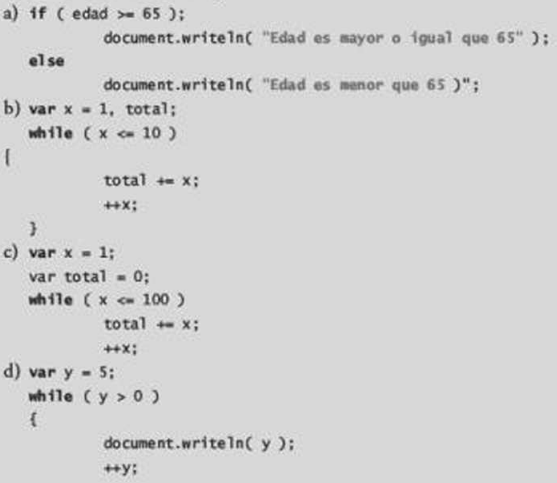 a) if ( edad >= 65 );
document.writeln( "Edad es mayor o igual que 65" );
else
document.writeln( "Edad es menor que 65 )";
b) var x = 1, total;
while ( x <= 10 )
{
total += x;
++x;
}
c) var x = 1;
var total = 0;
while ( x <= 100 )
total += x;
++x;
d) var y = 5;
while ( y > 0 )
{
document.writeln( y );
++y;